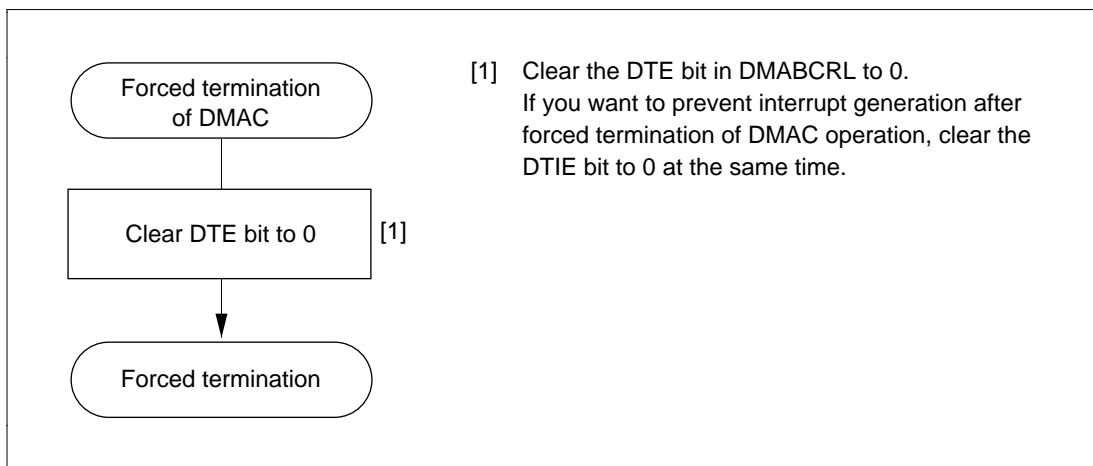 Forced termination
of DMAC
Clear DTE bit to 0
[1]
Forced termination
[1] Clear the DTE bit in DMABCRL to 0.
If you want to prevent interrupt generation after
forced termination of DMAC operation, clear the
DTIE bit to 0 at the same time.